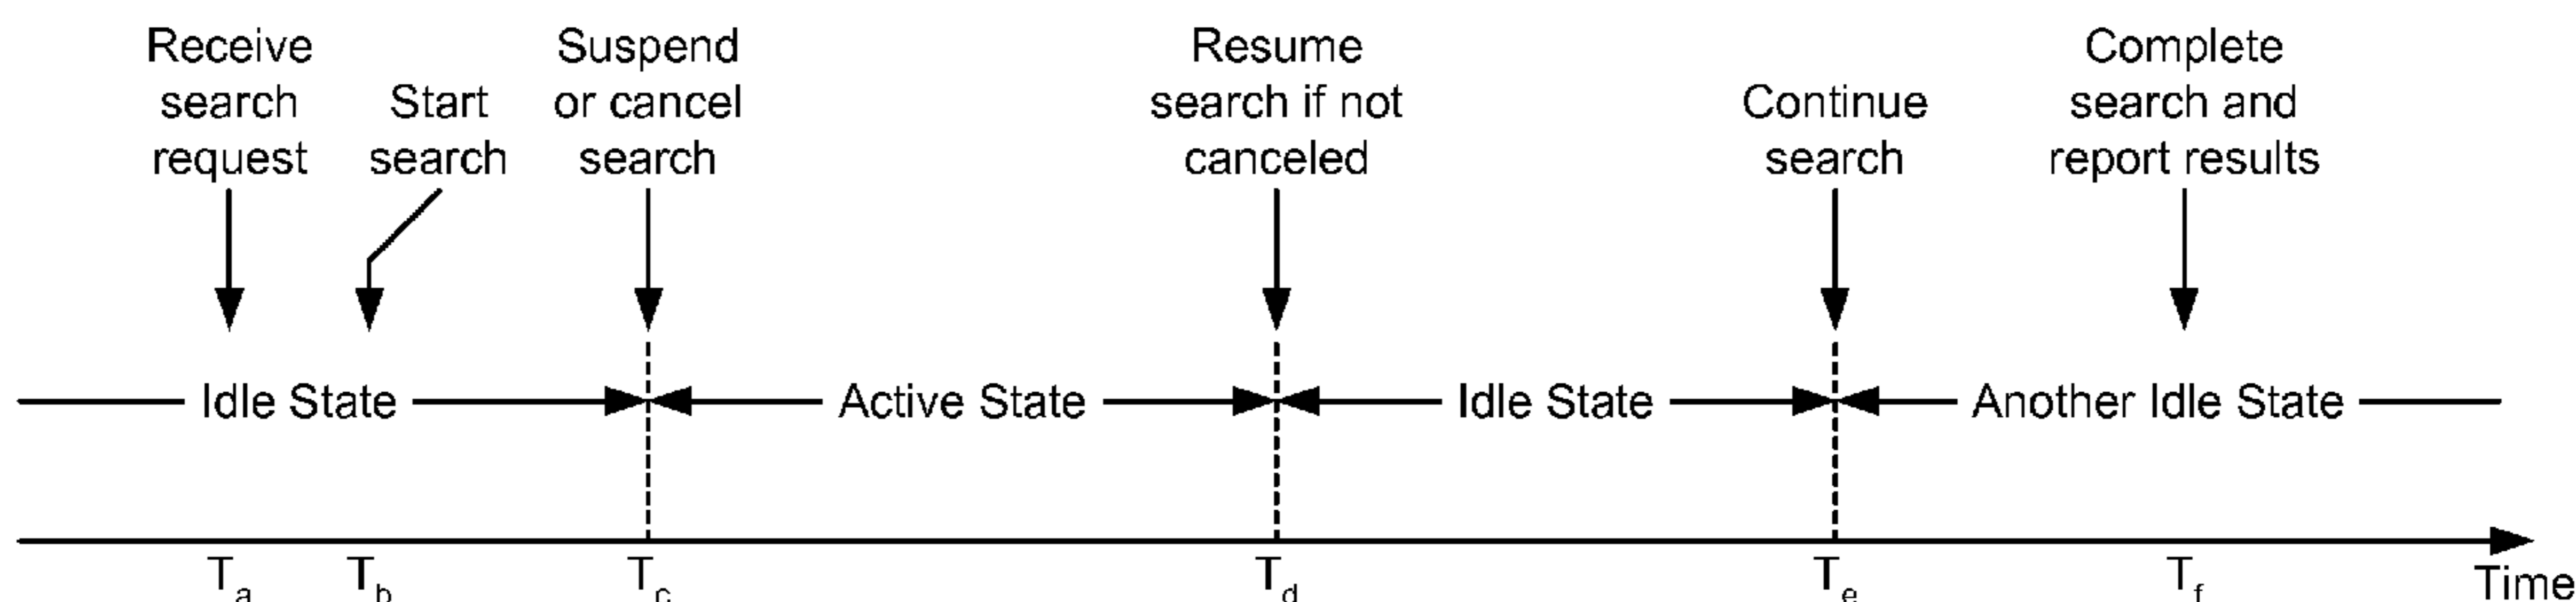 Receive
search
request
Start
search
Suspend
or cancel
search
Resume
search if not
canceled
Continue
search
Complete
search and
report results
Idle State
Active State
Idle State
Another Idle State
Ta
Tb
Tc
Td
Te
Tf
Time